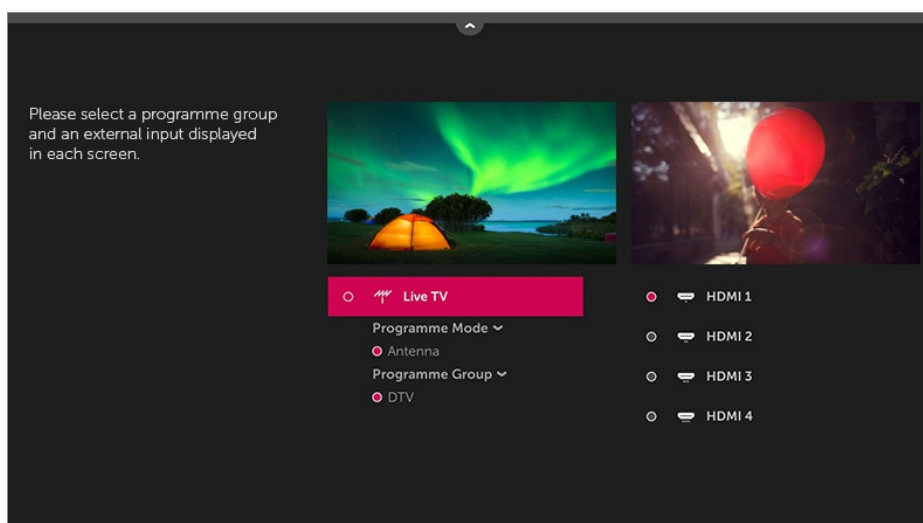 Please select a programme group
and an external input displayed
in each screen.
Live TV
Programme Mode
Antenna
Programme Group
DTV
HDMI 1
HDMI 2
HDMI 3
HDMI 4